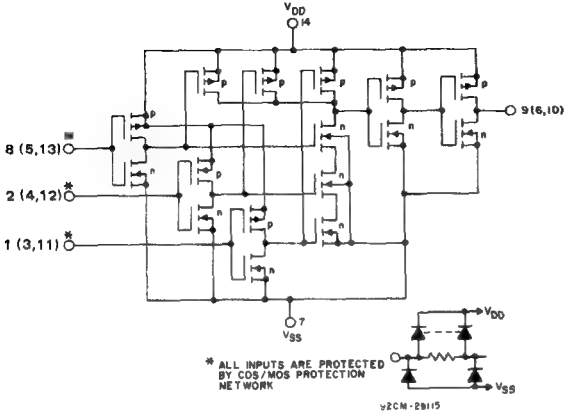 VDD
14
p
p
p
p
p
p
9(6,10)
8 (5,13) *
n
n
n
n
p
n
2 (4,12) *
n
n
p
1 (3,11) *
n
n
7
VSS
VDD
* ALL INPUTS ARE PROTECTED
BY COS/MOS PROTECTION
NETWORK
VSS
92CM-29115